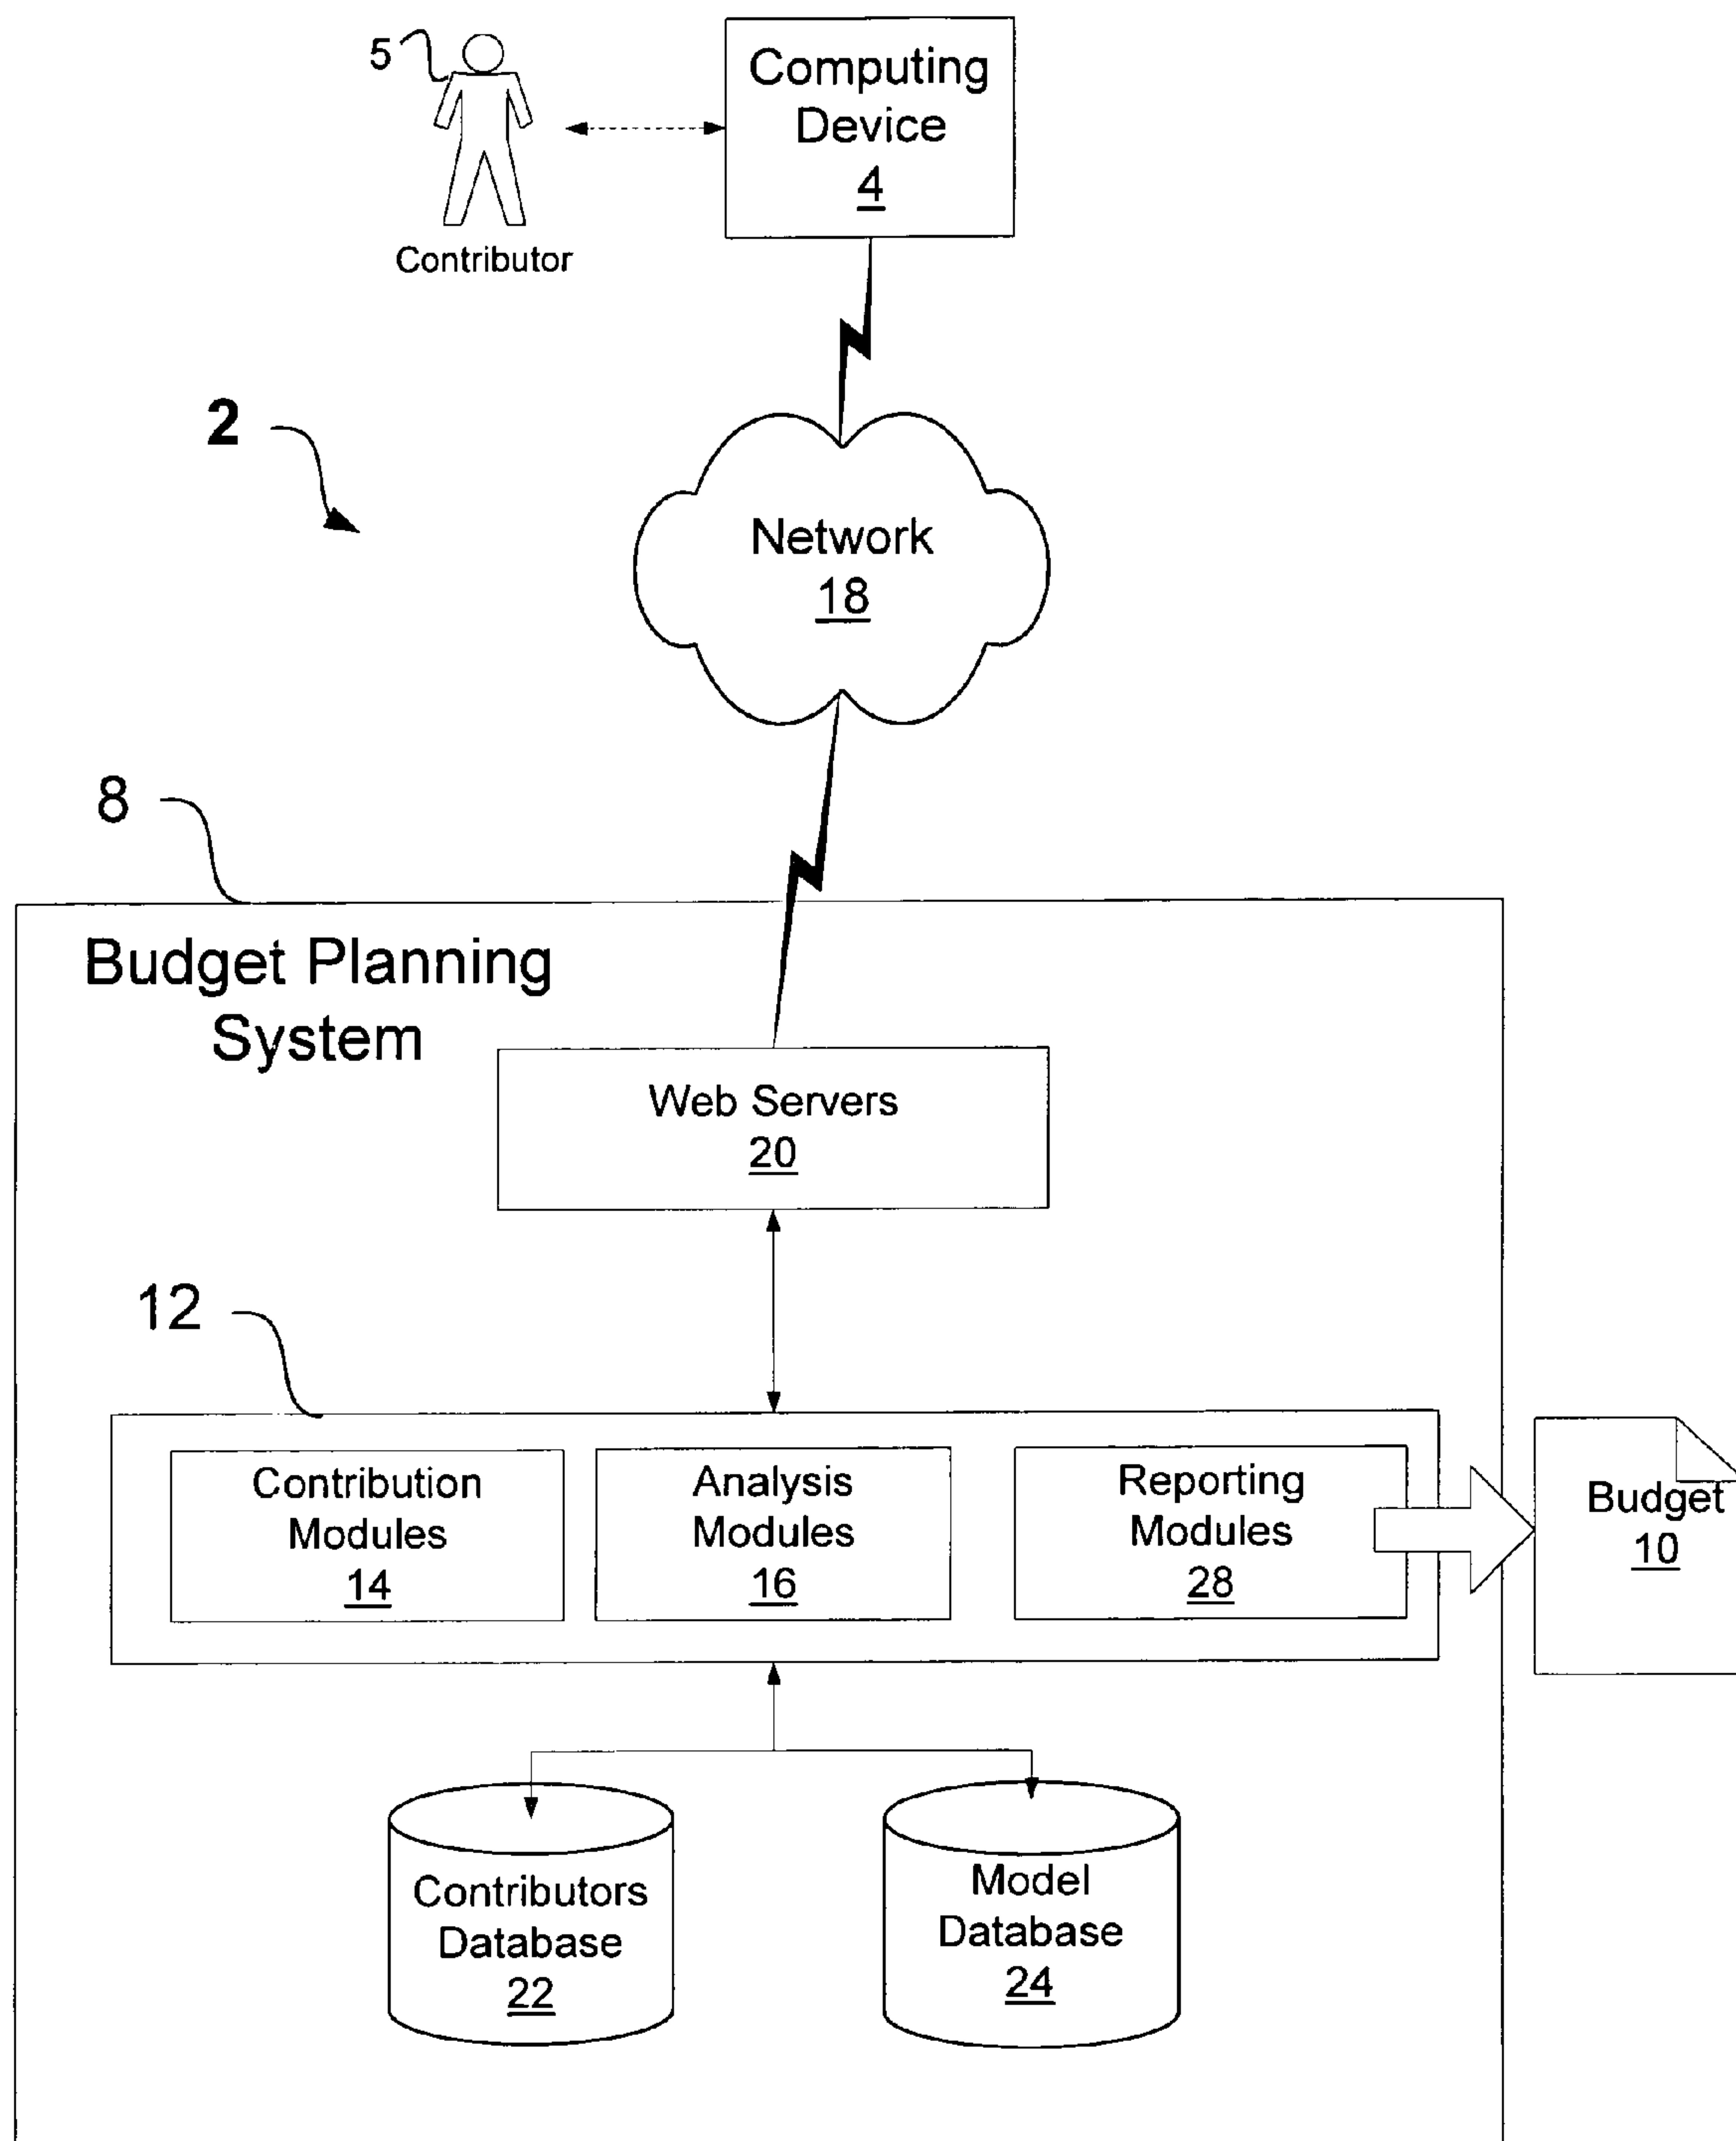 5
Computing
Device
4
Contributor
2
Network
18
8
Budget Planning
System
Web Servers
20
12
Contribution
Modules
14
Analysis
Modules
16
Reporting
Modules
28
Budget
10
Contributors
Database
22
Model
Database
24